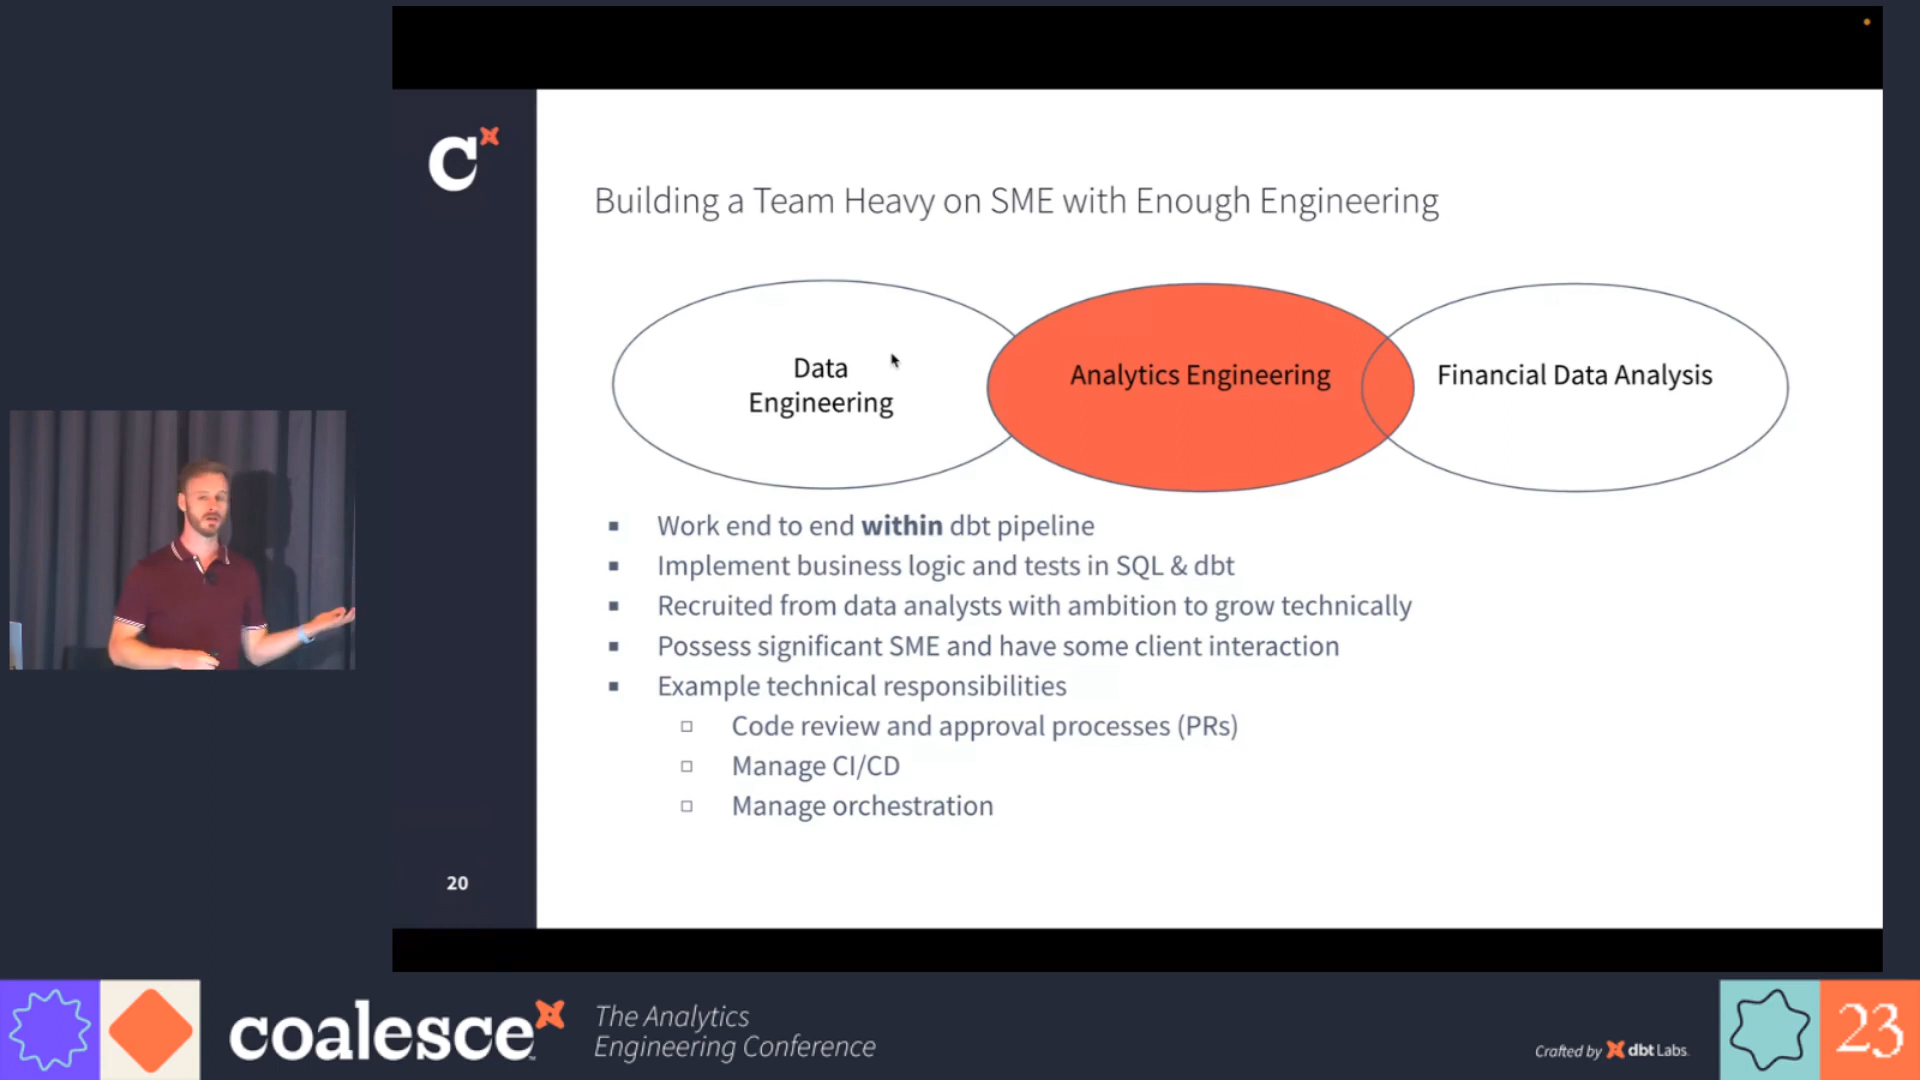 C
Building a Team Heavy on SME with Enough Engineering
Data
Engineering
Analytics Engineering
Financial Data Analysis
▪ Work end to end within dbt pipeline
▪ Implement business logic and tests in SQL & dbt
▪ Recruited from data analysts with ambition to grow technically
▪ Possess significant SME and have some client interaction
▪ Example technical responsibilities
▫ Code review and approval processes (PRs)
▫ Manage CI/CD
▫ Manage orchestration
20
coalesce
The Analytics
Engineering Conference
Crafted by dbt Labs
23